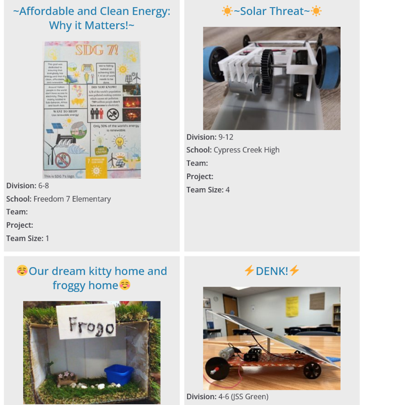 ~Affordable and Clean Energy:
Why it Matters!~
SDG 7!
Division: 6-8
School: Freedom 7 Elementary
Team:
Project:
Team Size: 1
☀️~Solar Threat~☀️
Division: 9-12
School: Cypress Creek High
Team:
Project:
Team Size: 4
☺️Our dream kitty home and
froggy home☺️
Frogo
⚡DENK!⚡
Division: 4-6 (JSS Green)